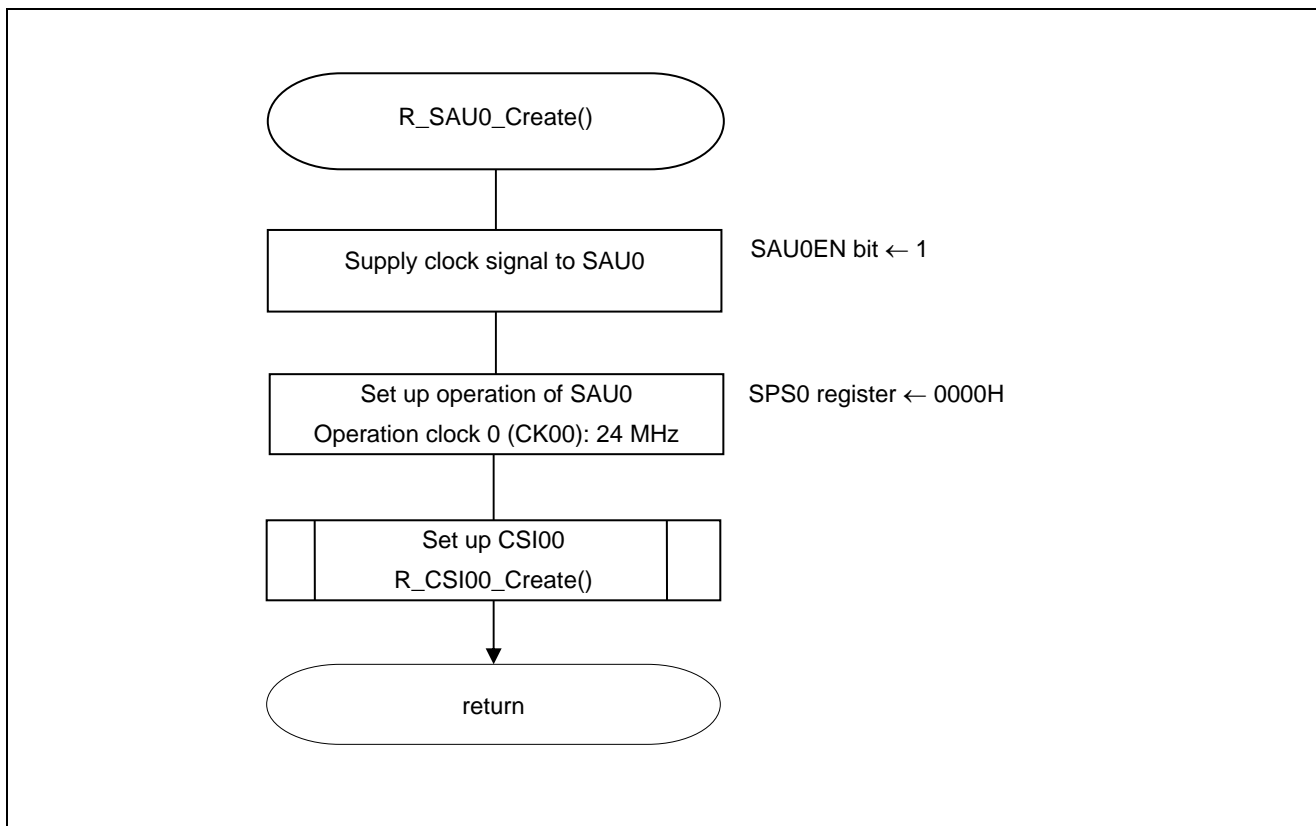 R_SAU0_Create()
Supply clock signal to SAU0
SAU0EN bit ← 1
Set up operation of SAU0
Operation clock 0 (CK00): 24 MHz
SPS0 register ← 0000H
Set up CSI00
R_CSI00_Create()
return